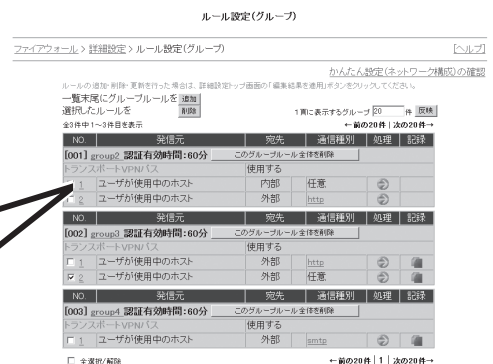 ルール設定(グループ)
ファイアウォール > 詳細設定 > ルール設定(グループ) [ヘルプ]
かんたん設定(ネットワーク構成)の確認
ルールの追加・削除・更新を行った場合は、詳細設定トップ画面の「編集結果を適用」ボタンをクリックしてください。
一覧末尾にグループルールを 追加
選択したルールを 削除 1頁に表示するグループ 20 件 反映
全3件中1~3件目を表示 ←前の20件 | 次の20件→
NO. 発信元 宛先 通信種別 処理 記録
[001] group2 認証有効時間:60分 このグループルール全体を削除
トランスポートVPNパス 使用する
1 ユーザが使用中のホスト 内部 任意
2 ユーザが使用中のホスト 外部 http
NO. 発信元 宛先 通信種別 処理 記録
[002] group3 認証有効時間:60分 このグループルール全体を削除
トランスポートVPNパス 使用する
1 ユーザが使用中のホスト 外部 http
2 ユーザが使用中のホスト 外部 任意
NO. 発信元 宛先 通信種別 処理 記録
[003] group4 認証有効時間:60分 このグループルール全体を削除
トランスポートVPNパス 使用する
1 ユーザが使用中のホスト 外部 smtp
全選択/解除 ←前の20件 | 1 | 次の20件→